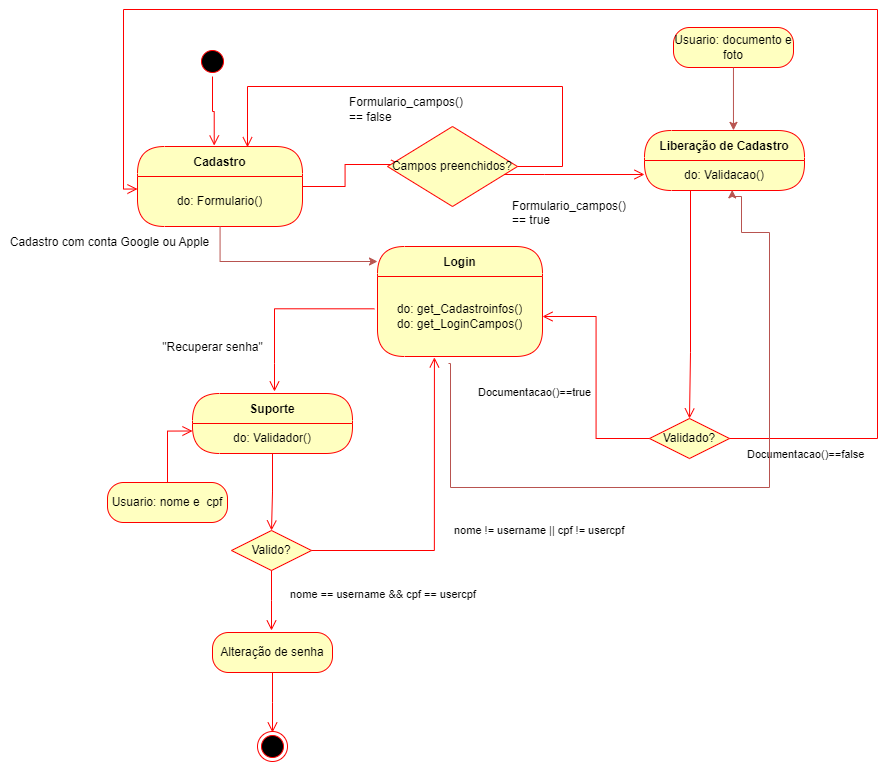 Usuario: documento e
foto
Formulario_campos()
== false
Cadastro
do: Formulario()
Campos preenchidos?
Liberação de Cadastro
do: Validacao()
Formulario_campos()
== true
Cadastro com conta Google ou Apple
Login
do: get_Cadastroinfos()
do: get_LoginCampos()
"Recuperar senha"
Documentacao()==true
Suporte
do: Validador()
Validado?
Documentacao()==false
Usuario: nome e  cpf
nome != username || cpf != usercpf
Valido?
nome == username && cpf == usercpf
Alteração de senha